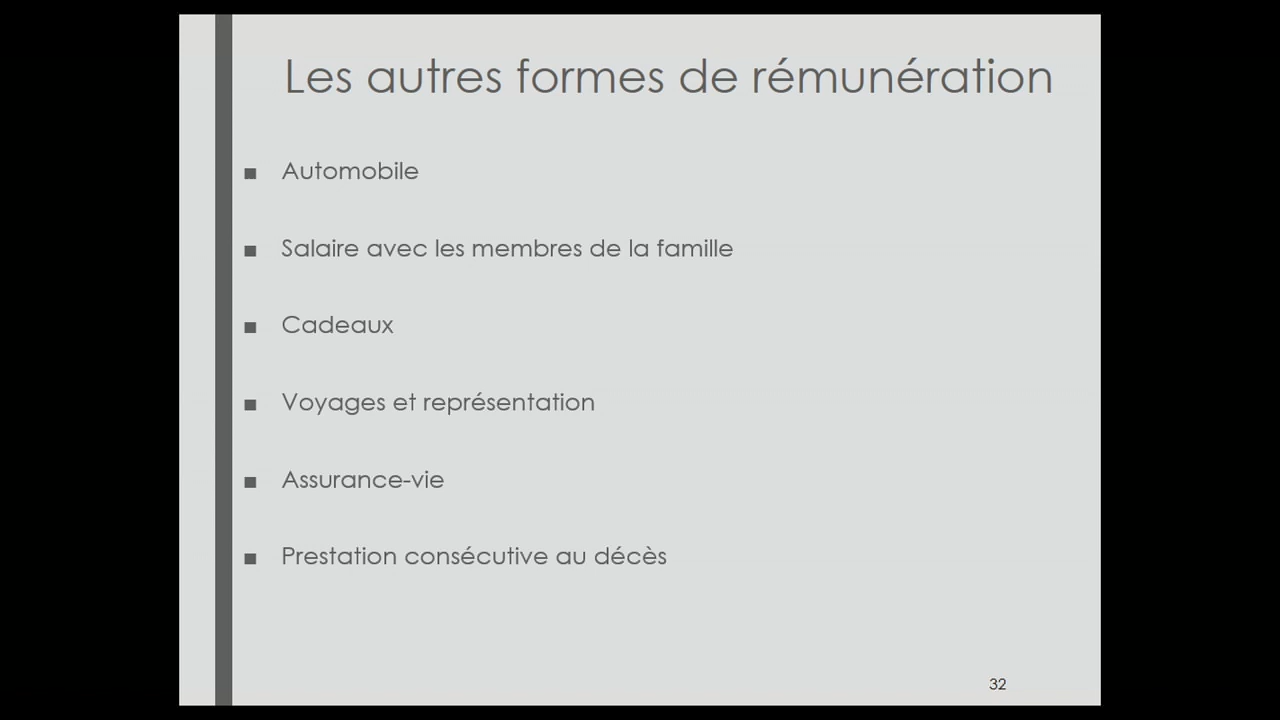 Les autres formes de rémunération
■ Automobile
■ Salaire avec les membres de la famille
■ Cadeaux
■ Voyages et représentation
■ Assurance-vie
■ Prestation consécutive au décès
32